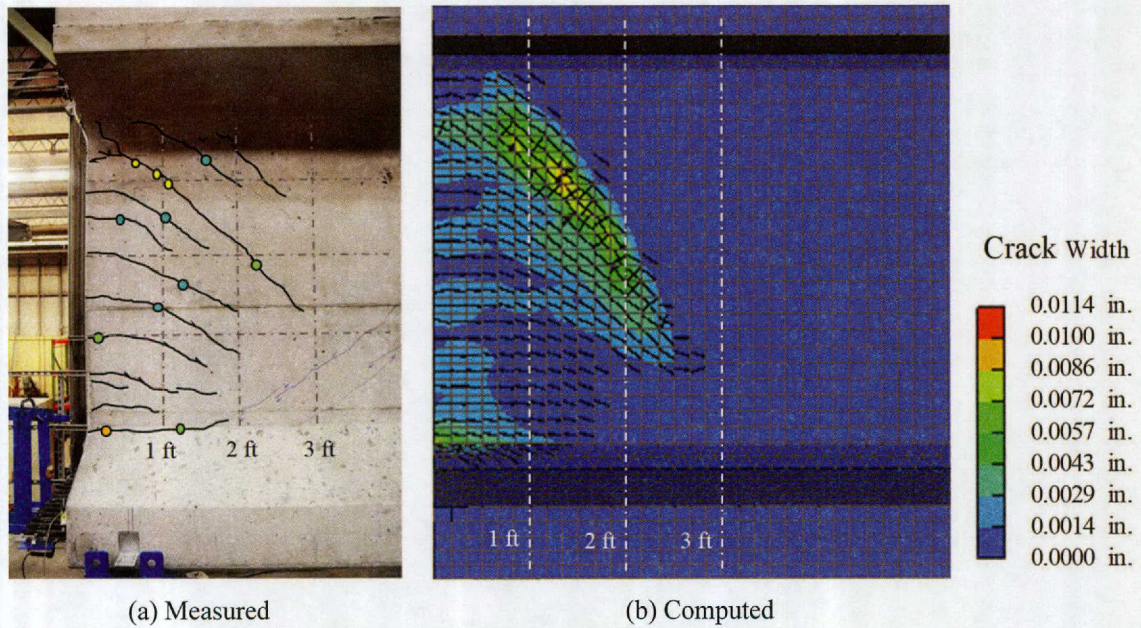 1 ft
2 ft
3 ft
1 ft
2 ft
3 ft
Crack Width
0.0114 in.
0.0100 in.
0.0086 in.
0.0072 in.
0.0057 in.
0.0043 in.
0.0029 in.
0.0014 in.
0.0000 in.
(a) Measured
(b) Computed